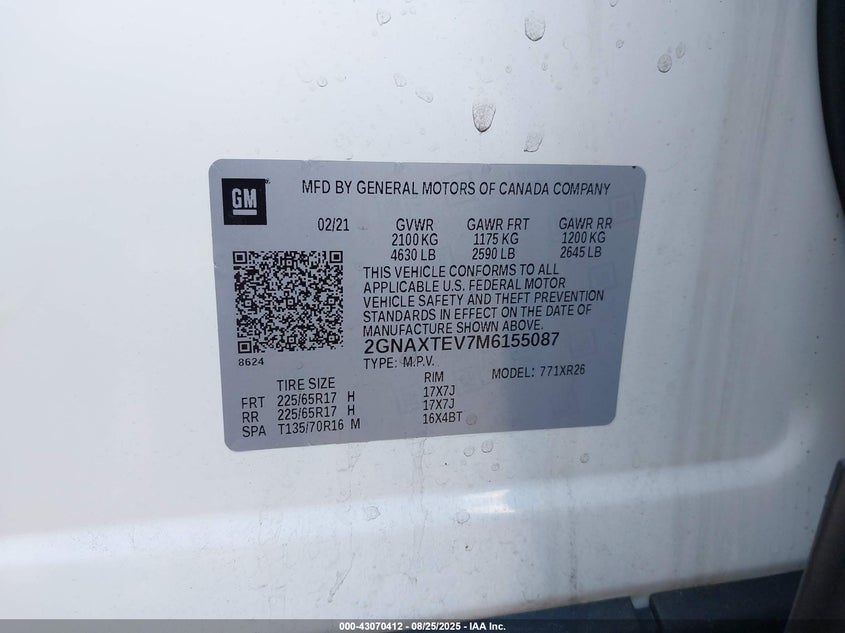 GM
MFD BY GENERAL MOTORS OF CANADA COMPANY
02/21 GVWR GAWR FRT GAWR RR
2100 KG 1175 KG 1200 KG
4630 LB 2590 LB 2645 LB
THIS VEHICLE CONFORMS TO ALL
APPLICABLE U.S. FEDERAL MOTOR
VEHICLE SAFETY AND THEFT PREVENTION
STANDARDS IN EFFECT ON THE DATE OF
MANUFACTURE SHOWN ABOVE.
8624
2GNAXTEV7M6155087
TYPE: M.P.V. MODEL: 771XR26
TIRE SIZE RIM
FRT 225/65R17 H 17X7J
RR 225/65R17 H 17X7J
SPA T135/70R16 M 16X4BT
000-43070412 - 08/25/2025 - IAA Inc.